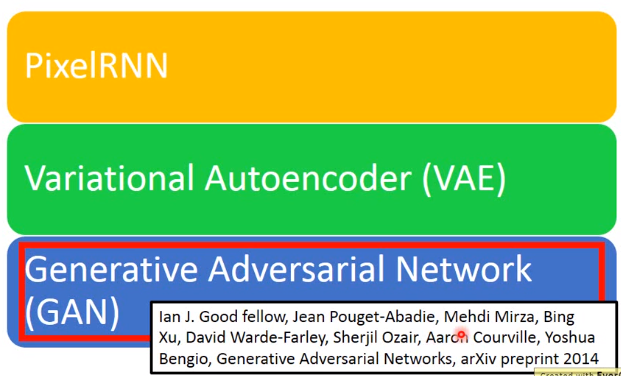 PixelRNN
Variational Autoencoder (VAE)
Generative Adversarial Network
(GAN)
Ian J. Good fellow, Jean Pouget-Abadie, Mehdi Mirza, Bing
Xu, David Warde-Farley, Sherjil Ozair, Aaron Courville, Yoshua
Bengio, Generative Adversarial Networks, arXiv preprint 2014
Created with